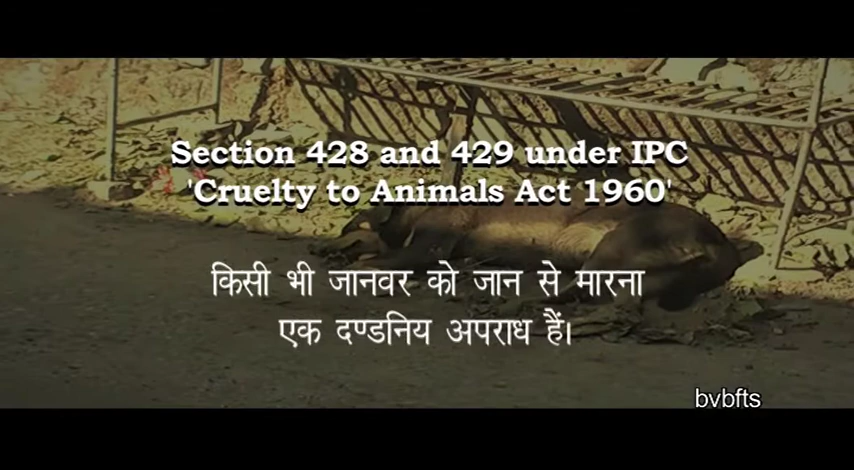 Section 428 and 429 under IPC
'Cruelty to Animals Act 1960'
किसी भी जानवर को जान से मारना
एक दण्डनिय अपराध हैं।
bvbfts